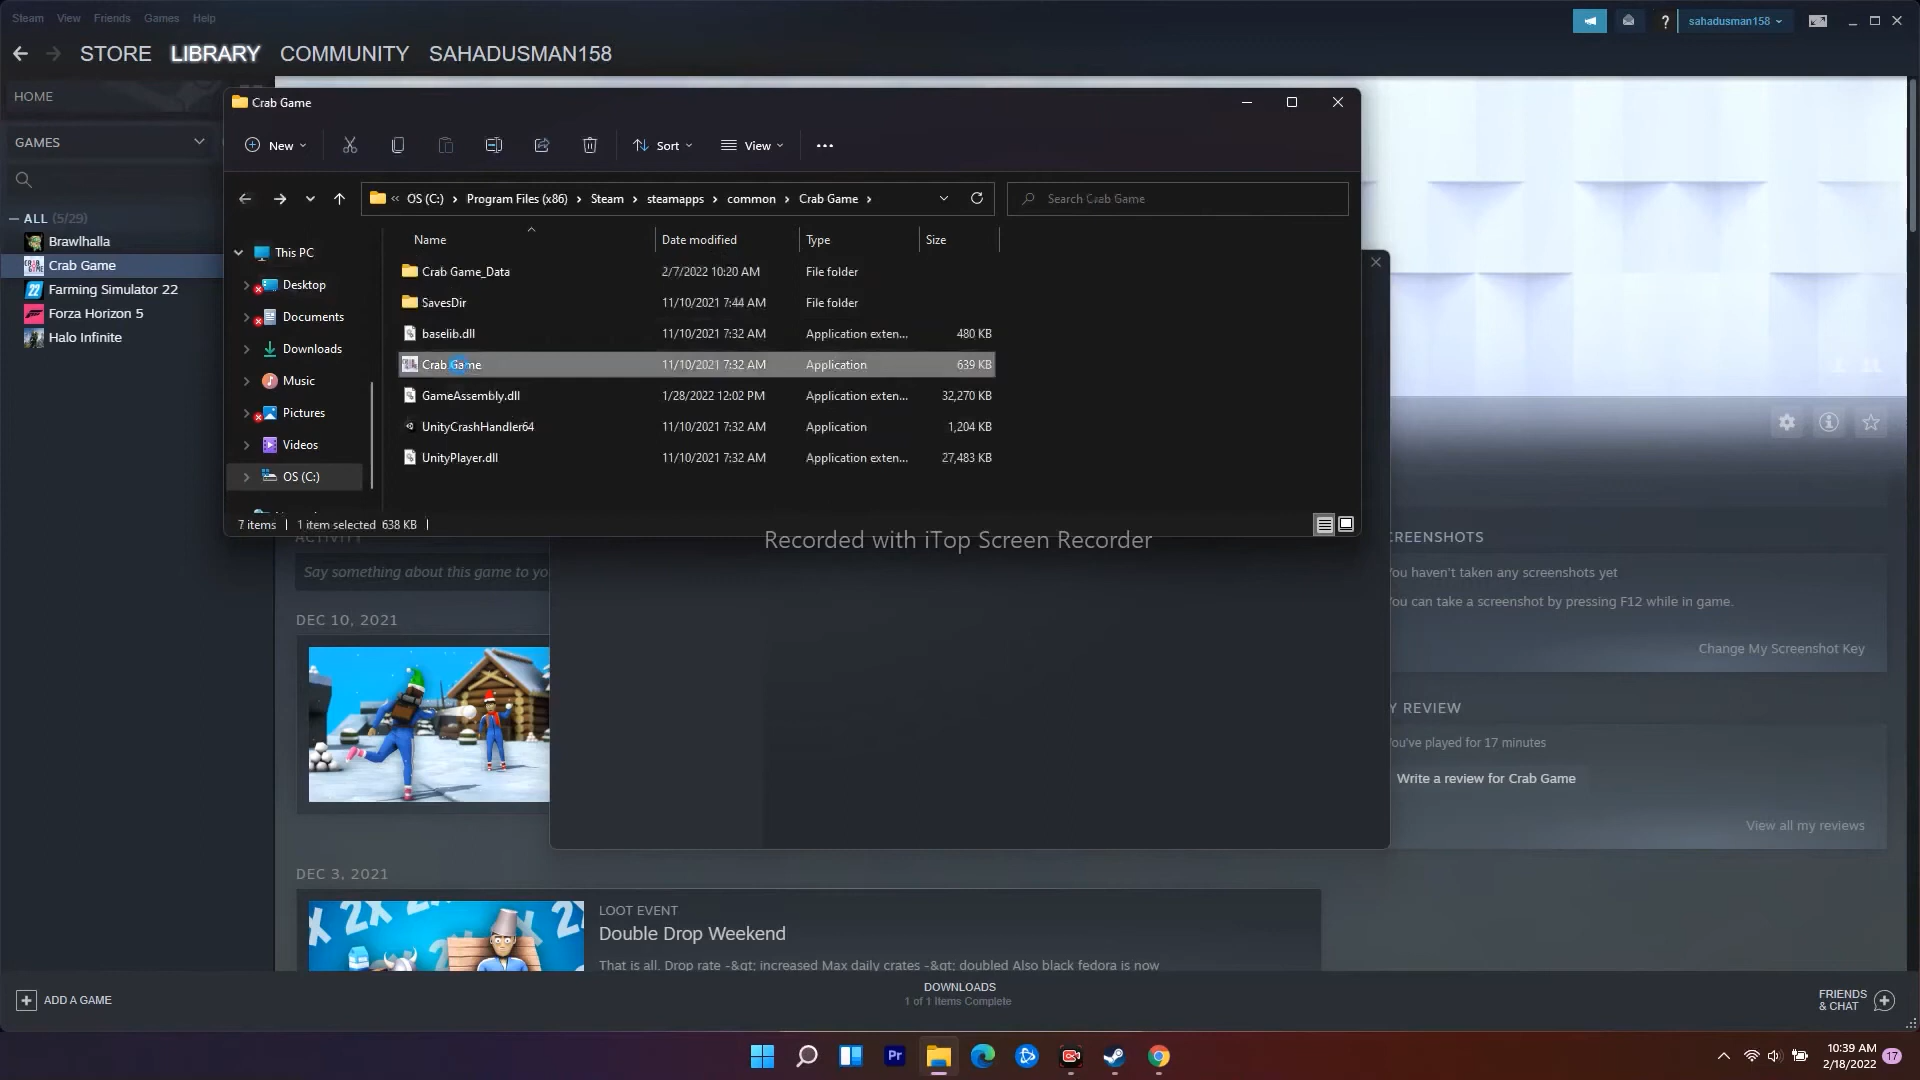 Steam View Friends Games Help
sahadusman158
STORE LIBRARY COMMUNITY SAHADUSMAN158
HOME
GAMES
ALL (5/29)
Brawlhalla
Crab Game
Farming Simulator 22
Forza Horizon 5
Halo Infinite
Crab Game
New Sort View
OS (C:) Program Files (x86) Steam steamapps common Crab Game
Search Crab Game
This PC
Desktop
Documents
Downloads
Music
Pictures
Videos
OS (C:)
Name Date modified Type Size
Crab Game_Data 2/7/2022 10:20 AM File folder
SavesDir 11/10/2021 7:44 AM File folder
baselib.dll 11/10/2021 7:32 AM Application exten... 480 KB
Crab Game 11/10/2021 7:32 AM Application 639 KB
GameAssembly.dll 1/28/2022 12:02 PM Application exten... 32,270 KB
UnityCrashHandler64 11/10/2021 7:32 AM Application 1,204 KB
UnityPlayer.dll 11/10/2021 7:32 AM Application exten... 27,483 KB
7 items 1 item selected 638 KB
Recorded with iTop Screen Recorder
ACTIVITY
Say something about this game to yo
DEC 10, 2021
DEC 3, 2021
2X 2X 2X
LOOT EVENT
Double Drop Weekend
That is all. Drop rate -&gt; increased Max daily crates -&gt; doubled Also black fedora is now
CREENSHOTS
You haven't taken any screenshots yet
You can take a screenshot by pressing F12 while in game.
Change My Screenshot Key
Y REVIEW
You've played for 17 minutes
Write a review for Crab Game
View all my reviews
ADD A GAME
DOWNLOADS
1 of 1 Items Complete
FRIENDS
& CHAT
Pr
10:39 AM
2/18/2022
17